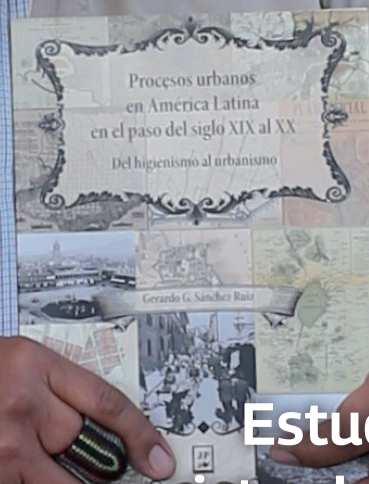 Procesos urbanos
en América Latina
en el paso del siglo XIX al XX
Del higienismo al urbanismo
Gerardo G. Sánchez Ruiz
JP
Estu